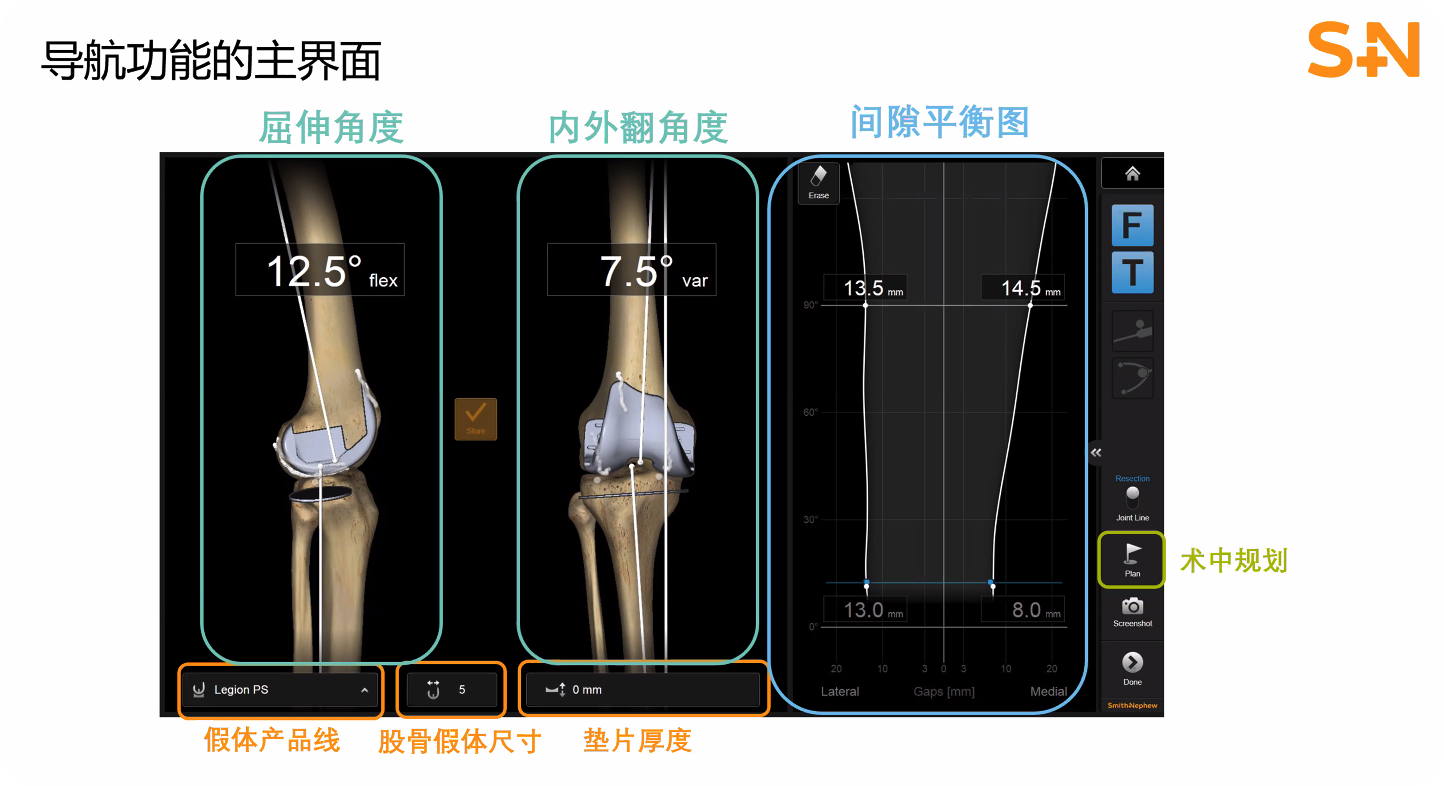 导航功能的主界面
S+N
屈伸角度
内外翻角度
间隙平衡图
Erase
12.5° flex
7.5° var
13.5 mm
14.5 mm
F
T
90°
60°
30°
0°
Store
13.0 mm
8.0 mm
20 10 3 0 3 10 20
Lateral Gaps [mm] Medial
Resection
Joint Line
Plan
术中规划
Screenshot
Done
SmithNephew
Legion PS
5
0 mm
假体产品线
股骨假体尺寸
垫片厚度